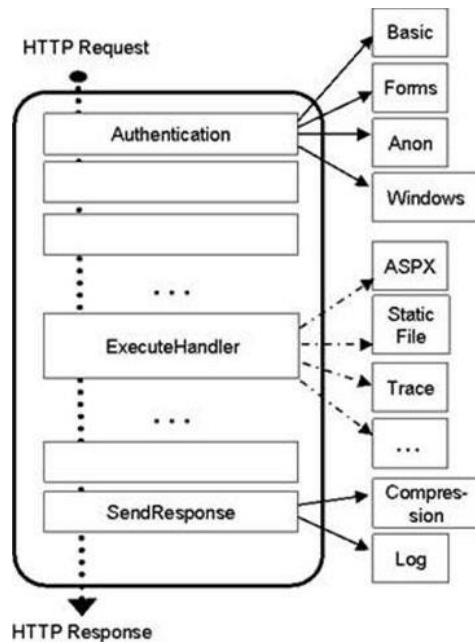 HTTP Request
Basic
Forms
Authentication
Anon
Windows
...
ASPX
Static
File
ExecuteHandler
Trace
...
...
Compres-
sion
SendResponse
Log
HTTP Response